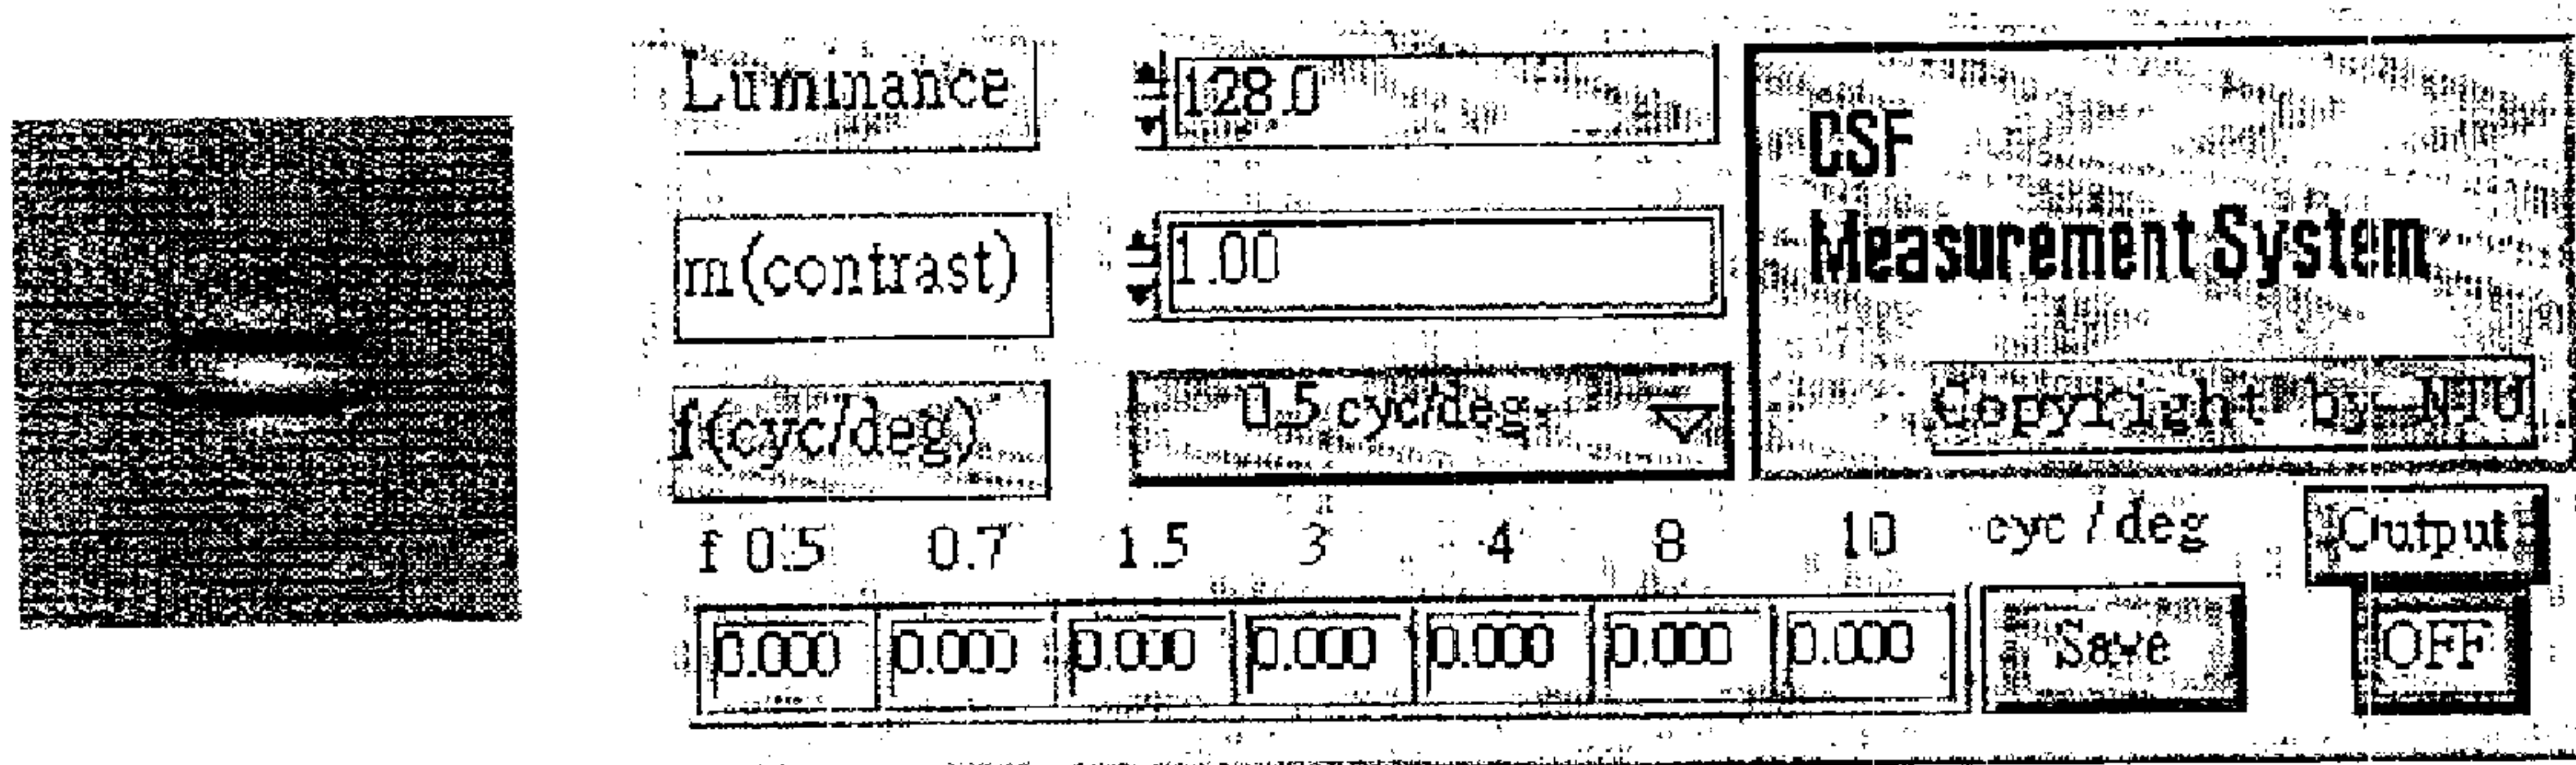 Luminance
128.0
CSF
Measurement System
m(contrast)
1.00
f(cyc/deg)
0.5 cyc/deg
Copyright by NTU
f 0.5 0.7 1.5 3 4 8 10 cyc / deg
Output
0.000 0.000 0.000 0.000 0.000 0.000 0.000
Save
OFF